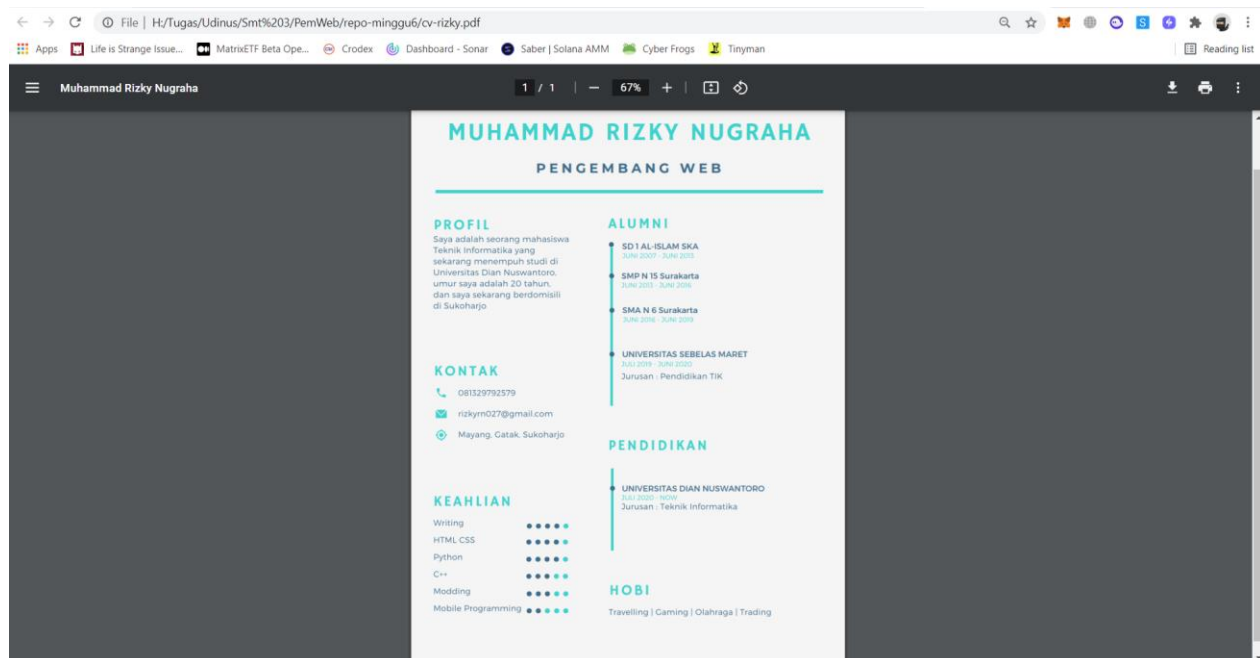 File | H:/Tugas/Udinus/Smt%203/PemWeb/repo-minggu6/cv-rizky.pdf
Apps Life is Strange Issue... MatrixETF Beta Ope... Crodex Dashboard - Sonar Saber | Solana AMM Cyber Frogs Tinyman Reading list
Muhammad Rizky Nugraha 1 / 1 | − 67% + |
MUHAMMAD RIZKY NUGRAHA
PENGEMBANG WEB
PROFIL
Saya adalah seorang mahasiswa
Teknik Informatika yang
sekarang menempuh studi di
Universitas Dian Nuswantoro,
umur saya adalah 20 tahun,
dan saya sekarang berdomisili
di Sukoharjo
KONTAK
081329792579
rizkyrn027@gmail.com
Mayang, Gatak, Sukoharjo
KEAHLIAN
Writing
HTML CSS
Python
C++
Modding
Mobile Programming
ALUMNI
SD 1 AL-ISLAM SKA
JUNI 2007 - JUNI 2013
SMP N 15 Surakarta
JUNI 2013 - JUNI 2016
SMA N 6 Surakarta
JUNI 2016 - JUNI 2019
UNIVERSITAS SEBELAS MARET
JULI 2019 - JUNI 2020
Jurusan : Pendidikan TIK
PENDIDIKAN
UNIVERSITAS DIAN NUSWANTORO
JULI 2020 - NOW
Jurusan : Teknik Informatika
HOBI
Travelling | Gaming | Olahraga | Trading